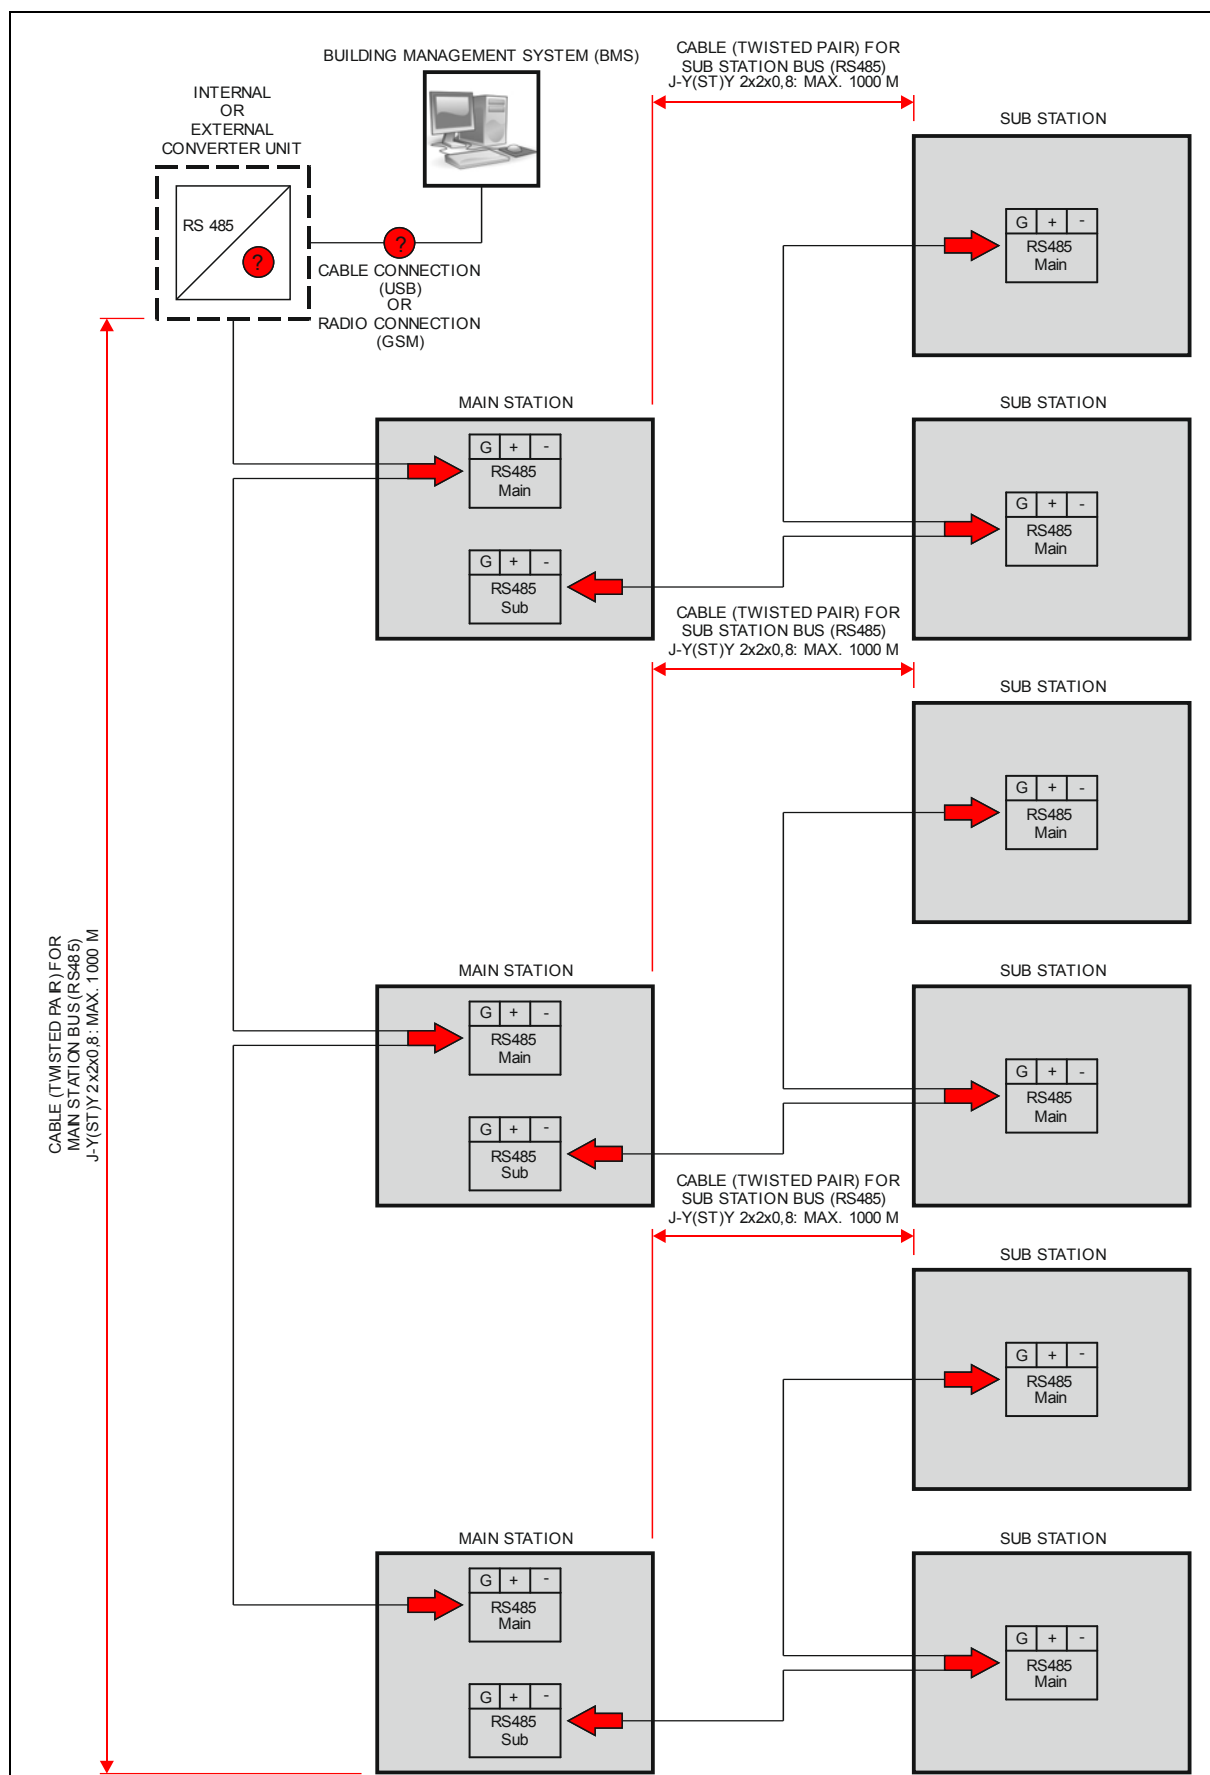 BUILDING MANAGEMENT SYSTEM (BMS)
CABLE (TWISTED PAIR) FOR
SUB STATION BUS (RS485)
J-Y(ST)Y 2x2x0,8: MAX. 1000 M
INTERNAL
OR
EXTERNAL
CONVERTER UNIT
RS 485
?
?
CABLE CONNECTION
(USB)
OR
RADIO CONNECTION
(GSM)
SUB STATION
G + -
RS485
Main
MAIN STATION
G + -
RS485
Main
G + -
RS485
Sub
SUB STATION
G + -
RS485
Main
CABLE (TWISTED PAIR) FOR
SUB STATION BUS (RS485)
J-Y(ST)Y 2x2x0,8: MAX. 1000 M
SUB STATION
G + -
RS485
Main
CABLE (TWISTED PAIR) FOR
MAIN STATION BUS (RS485)
J-Y(ST)Y 2x2x0,8: MAX. 1000 M
MAIN STATION
G + -
RS485
Main
G + -
RS485
Sub
SUB STATION
G + -
RS485
Main
CABLE (TWISTED PAIR) FOR
SUB STATION BUS (RS485)
J-Y(ST)Y 2x2x0,8: MAX. 1000 M
SUB STATION
G + -
RS485
Main
MAIN STATION
G + -
RS485
Main
G + -
RS485
Sub
SUB STATION
G + -
RS485
Main